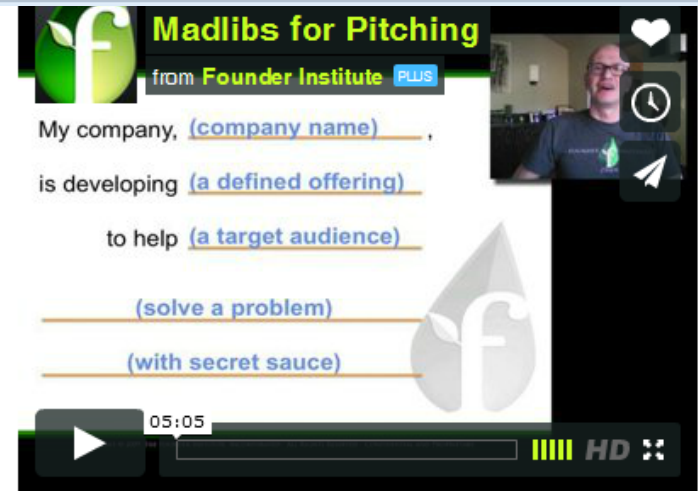 Madlibs for Pitching
from Founder Institute PLUS
My company, (company name) ,
is developing (a defined offering)
to help (a target audience)
(solve a problem)
(with secret sauce)
05:05
HD